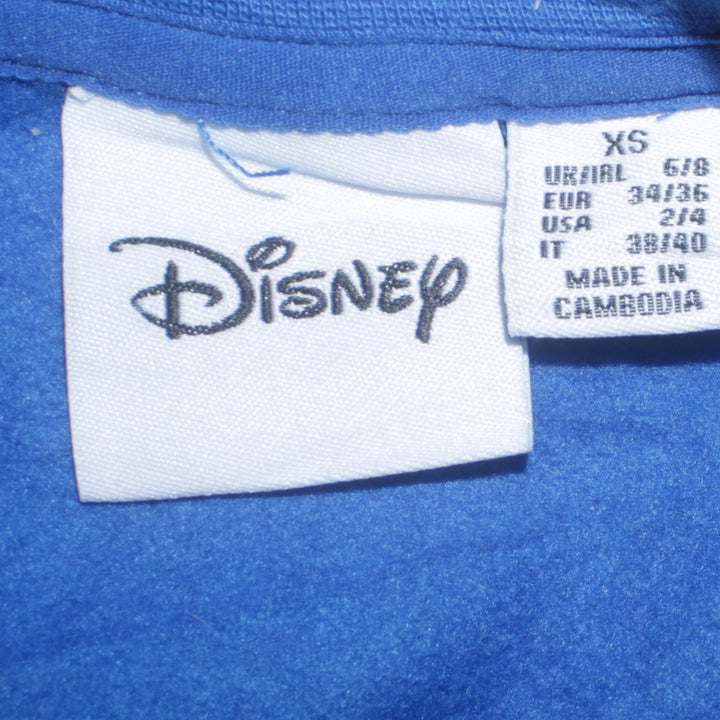 Disney
XS
UK/IRL 6/8
EUR 34/36
USA 2/4
IT 38/40
MADE IN
CAMBODIA